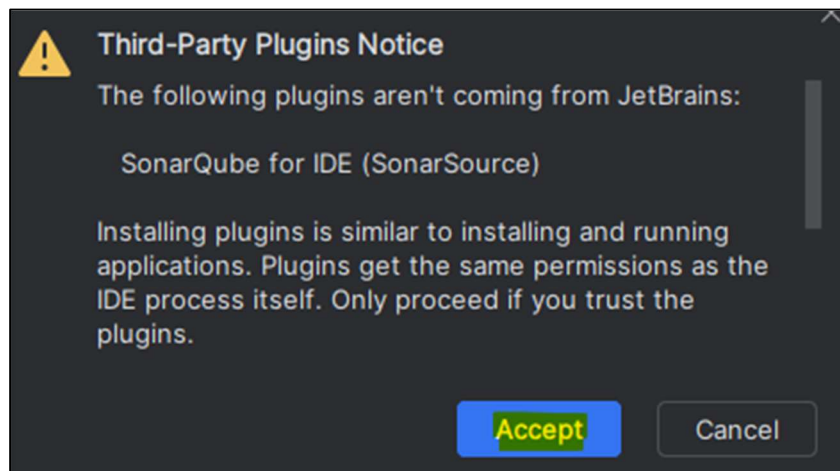 Third-Party Plugins Notice
The following plugins aren't coming from JetBrains:
SonarQube for IDE (SonarSource)
Installing plugins is similar to installing and running
applications. Plugins get the same permissions as the
IDE process itself. Only proceed if you trust the
plugins.
Accept
Cancel